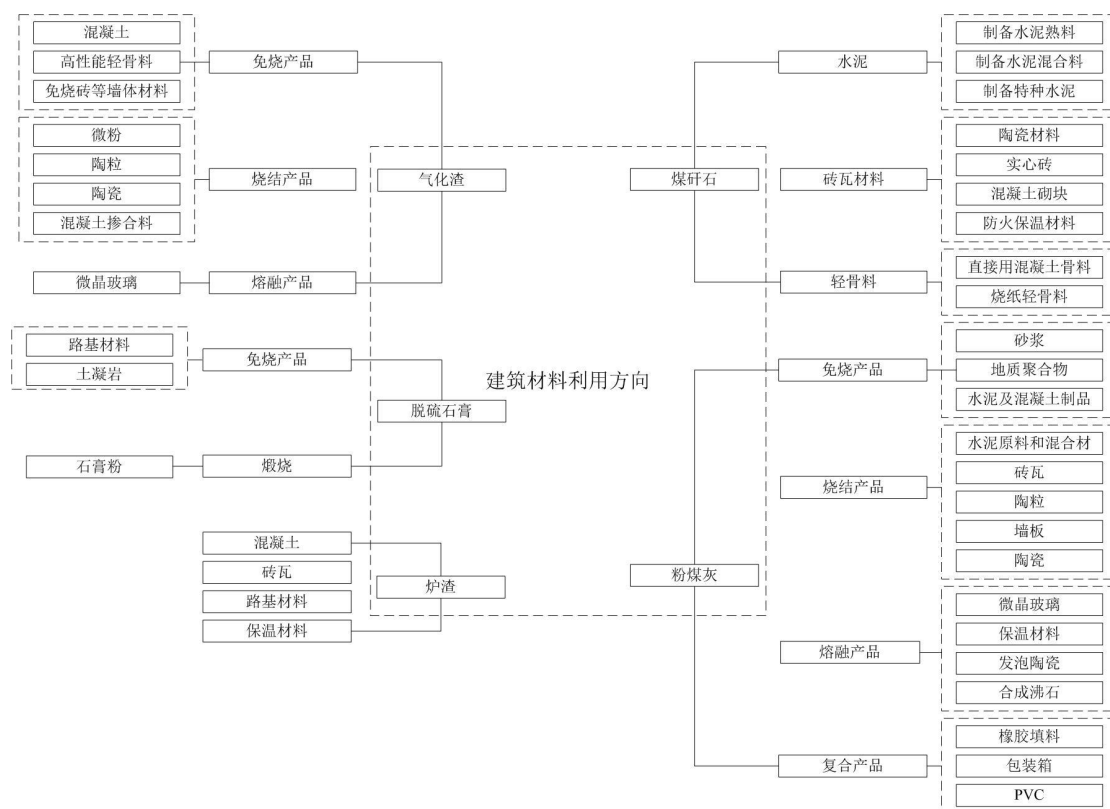 混凝土
高性能轻骨料
免烧砖等墙体材料
免烧产品
微粉
陶粒
陶瓷
混凝土掺合料
烧结产品
微晶玻璃
熔融产品
气化渣
路基材料
土凝岩
免烧产品
石膏粉
煅烧
脱硫石膏
混凝土
砖瓦
路基材料
保温材料
炉渣
建筑材料利用方向
煤矸石
水泥
制备水泥熟料
制备水泥混合料
制备特种水泥
砖瓦材料
陶瓷材料
实心砖
混凝土砌块
防火保温材料
轻骨料
直接用混凝土骨料
烧纸轻骨料
粉煤灰
免烧产品
砂浆
地质聚合物
水泥及混凝土制品
烧结产品
水泥原料和混合材
砖瓦
陶粒
墙板
陶瓷
熔融产品
微晶玻璃
保温材料
发泡陶瓷
合成沸石
复合产品
橡胶填料
包装箱
PVC